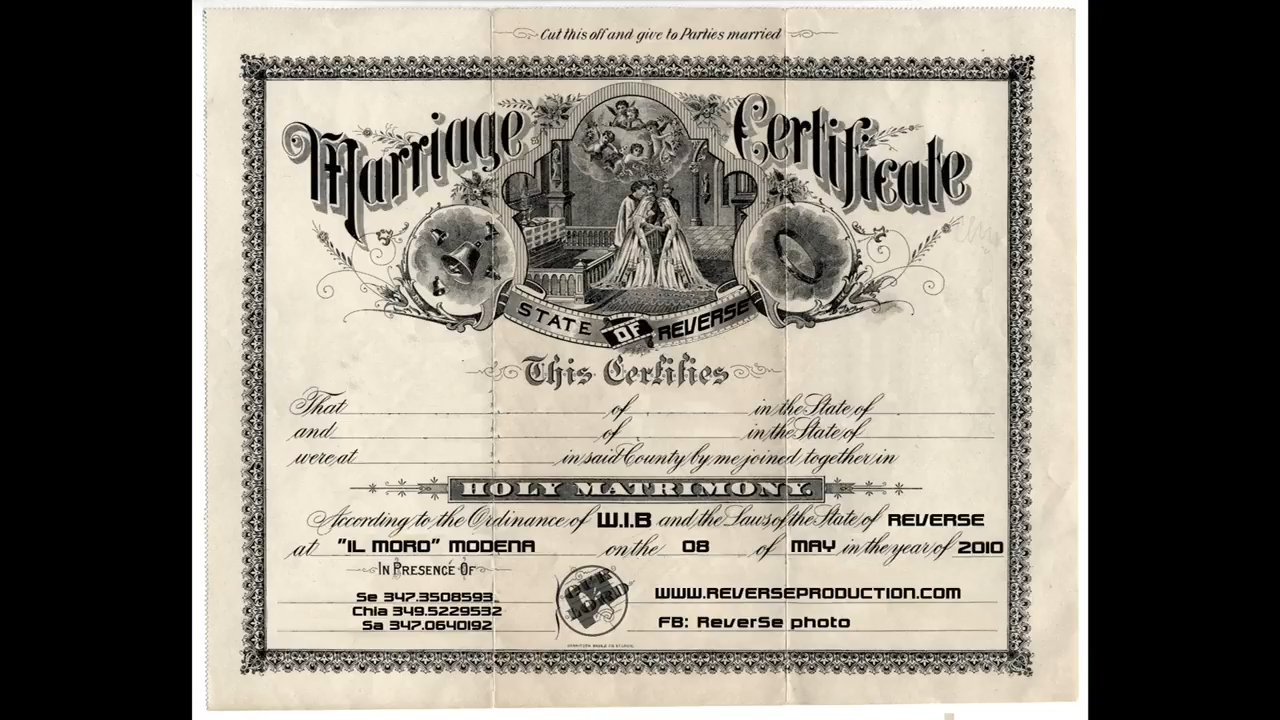 Cut this off and give to Parties married
Marriage Certificate
STATE OF REVERSE
This Certifies
That of in the State of
and of in the State of
were at in said County by me joined together in
HOLY MATRIMONY.
According to the Ordinance of W.I.B and the Laws of the State of REVERSE
at "IL MORO" MODENA on the 08 of MAY in the year of 2010
IN PRESENCE OF
Se 347.3508593
Chia 349.5229532
Sa 347.0640192
OUR
LORD
WWW.REVERSEPRODUCTION.COM
FB: ReverSe photo